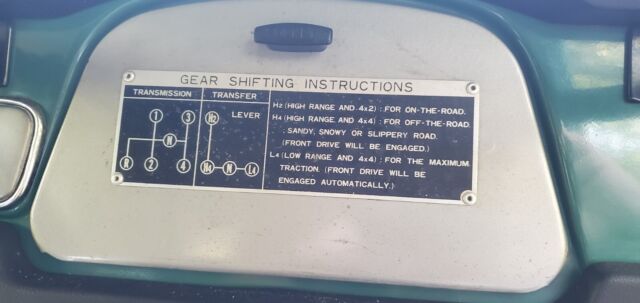 GEAR SHIFTING INSTRUCTIONS
TRANSMISSION
1 3
N
R 2 4
TRANSFER
H2
LEVER
H4 N L4
H2 (HIGH RANGE AND 4x2) : FOR ON-THE-ROAD.
H4 (HIGH RANGE AND 4x4) : FOR OFF-THE-ROAD
: SANDY, SNOWY OR SLIPPERY ROAD.
(FRONT DRIVE WILL BE ENGAGED.)
L4 (LOW RANGE AND 4x4) : FOR THE MAXIMUM
TRACTION. (FRONT DRIVE WILL BE
ENGAGED AUTOMATICALLY.)